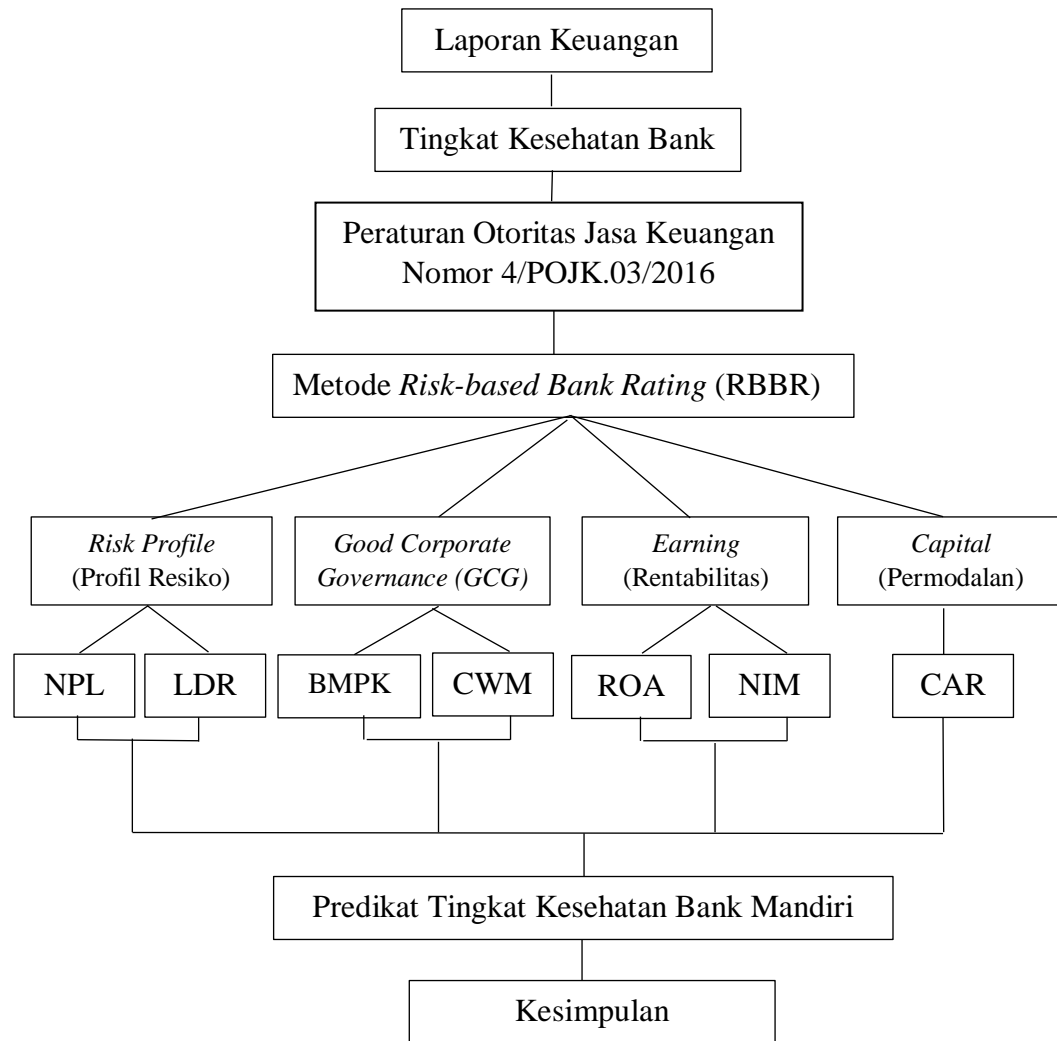 Laporan Keuangan
Tingkat Kesehatan Bank
Peraturan Otoritas Jasa Keuangan
Nomor 4/POJK.03/2016
Metode Risk-based Bank Rating (RBBR)
Risk Profile
(Profil Resiko)
Good Corporate
Governance (GCG)
Earning
(Rentabilitas)
Capital
(Permodalan)
NPL
LDR
BMPK
CWM
ROA
NIM
CAR
Predikat Tingkat Kesehatan Bank Mandiri
Kesimpulan